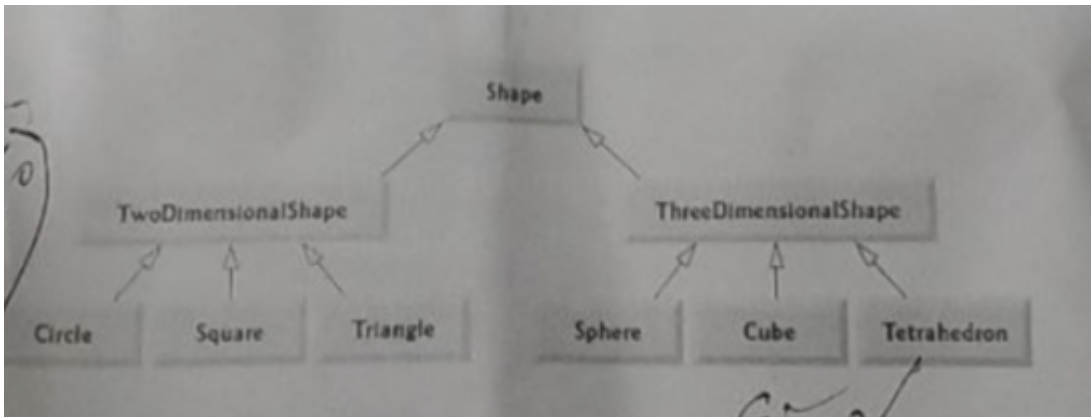 Shape
TwoDimensionalShape ThreeDimensionalShape
Circle Square Triangle Sphere Cube Tetrahedron